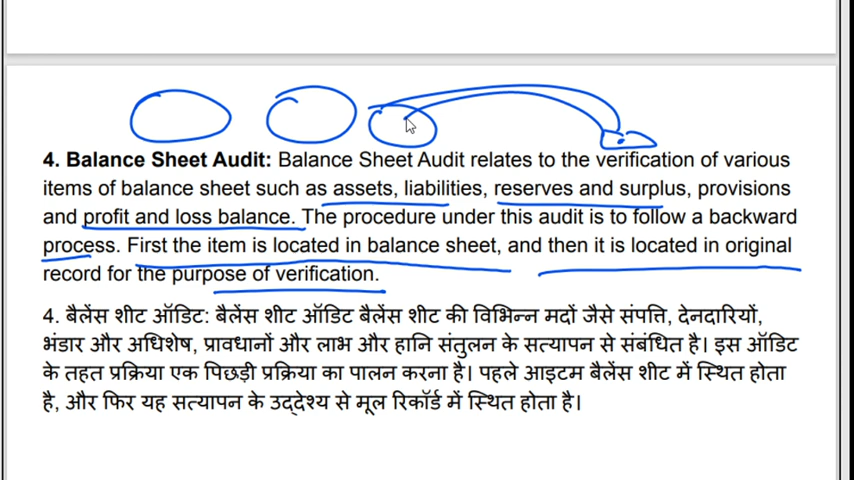 4. Balance Sheet Audit: Balance Sheet Audit relates to the verification of various
items of balance sheet such as assets, liabilities, reserves and surplus, provisions
and profit and loss balance. The procedure under this audit is to follow a backward
process. First the item is located in balance sheet, and then it is located in original
record for the purpose of verification.
4. बैलेंस शीट ऑडिट: बैलेंस शीट ऑडिट बैलेंस शीट की विभिन्न मदों जैसे संपत्ति, देनदारियों,
भंडार और अधिशेष, प्रावधानों और लाभ और हानि संतुलन के सत्यापन से संबंधित है। इस ऑडिट
के तहत प्रक्रिया एक पिछड़ी प्रक्रिया का पालन करना है। पहले आइटम बैलेंस शीट में स्थित होता
है, और फिर यह सत्यापन के उद्देश्य से मूल रिकॉर्ड में स्थित होता है।